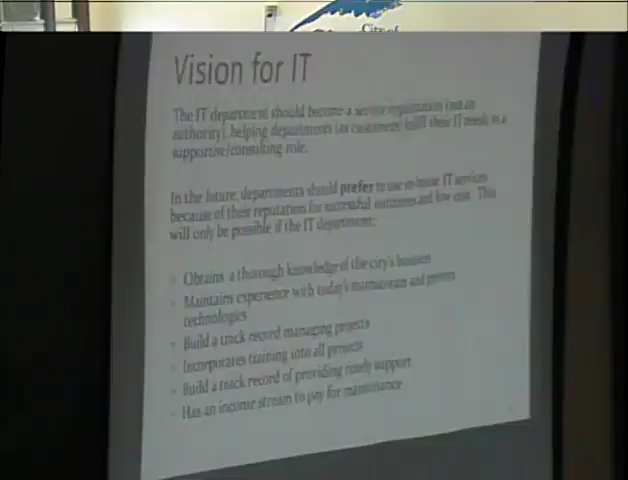 City of
Vision for IT
The IT department should become a service organization (not an
authority), helping departments (as customers) fulfill their IT needs in a
supportive/consulting role.
In the future, departments should prefer to use in-house IT services
because of their reputation for successful outcomes and low cost. This
will only be possible if the IT department:
Obtains a thorough knowledge of the city's business
Maintains experience with today's mainstream and proven
technologies
Build a track record managing projects
Incorporates training into all projects
Build a track record of providing timely support
Has an income stream to pay for maintenance